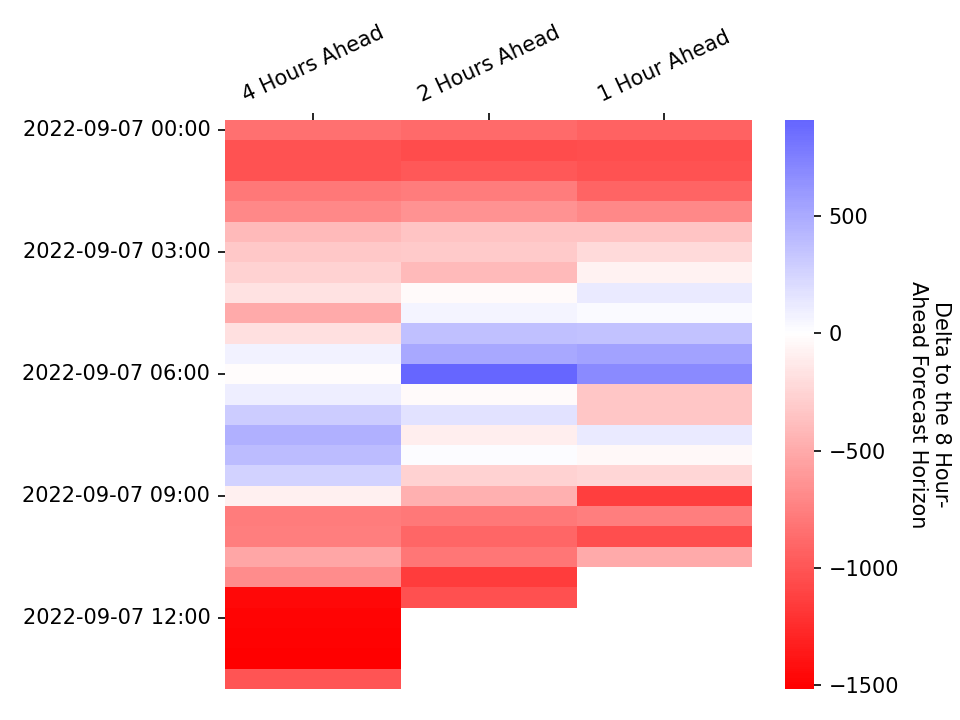 4 Hours Ahead
2 Hours Ahead
1 Hour Ahead
2022-09-07 00:00
2022-09-07 03:00
2022-09-07 06:00
2022-09-07 09:00
2022-09-07 12:00
500
0
−500
−1000
−1500
Delta to the 8 Hour-
Ahead Forecast Horizon